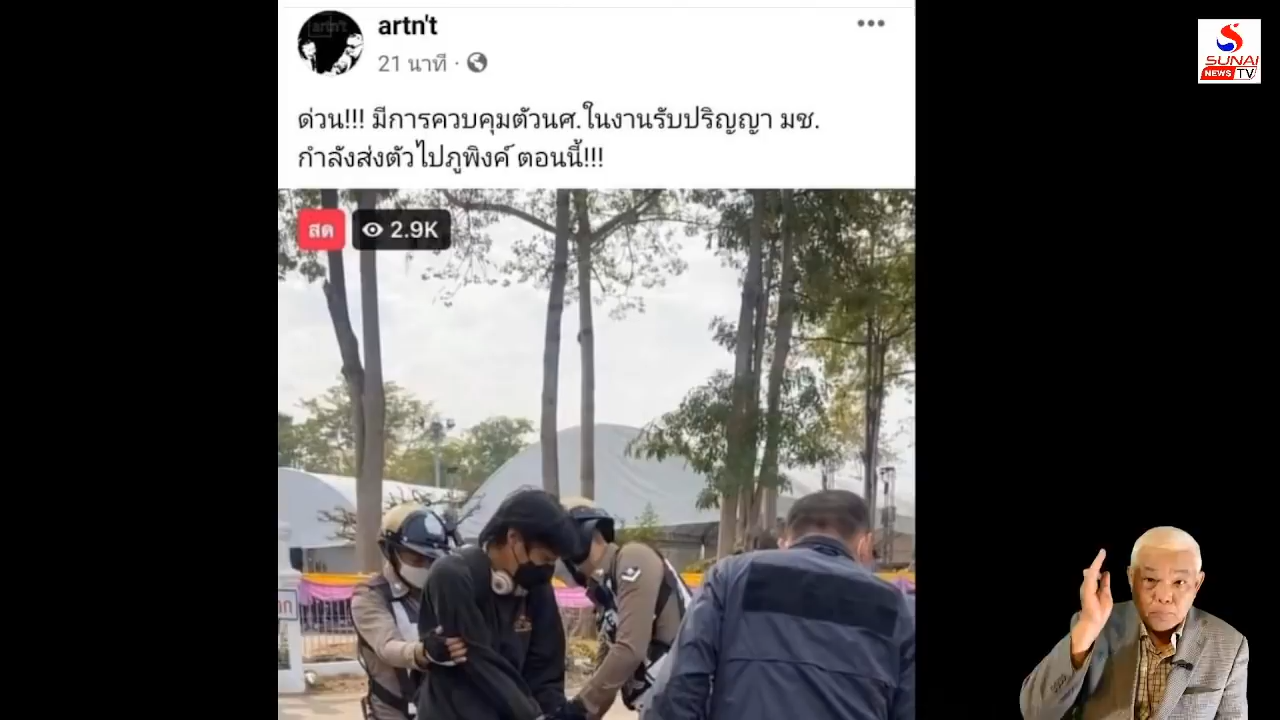 artn't
21 นาที ·
ด่วน!!! มีการควบคุมตัวนศ.ในงานรับปริญญา มช.
กำลังส่งตัวไปภูพิงค์ ตอนนี้!!!
สด 2.9K
SUNAI
NEWS TV